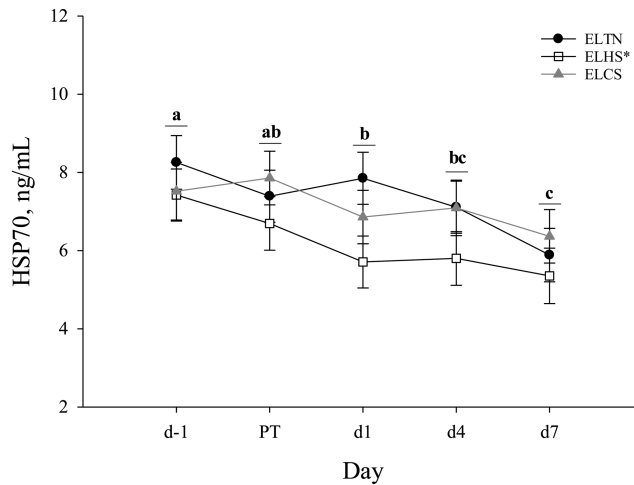 12
ELTN
ELHS*
ELCS
10
a
ab
b
bc
c
8
6
4
2
HSP70, ng/mL
d-1
PT
d1
d4
d7
Day